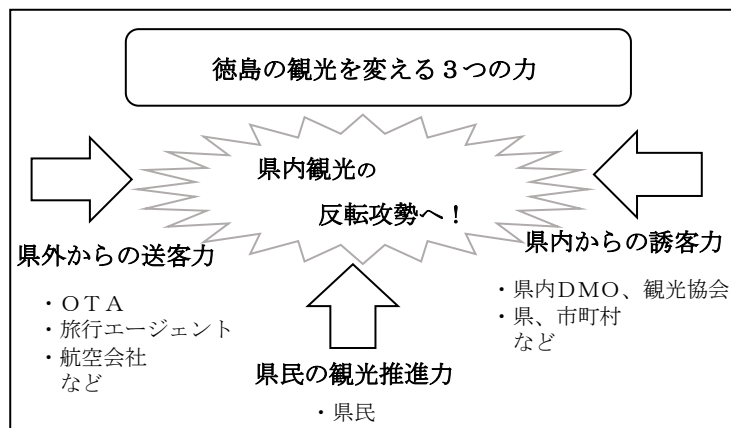 徳島の観光を変える３つの力
県内観光の
反転攻勢へ！
県外からの送客力
・ＯＴＡ
・旅行エージェント
・航空会社
など
県内からの誘客力
・県内DMO、観光協会
・県、市町村
など
県民の観光推進力
・県民